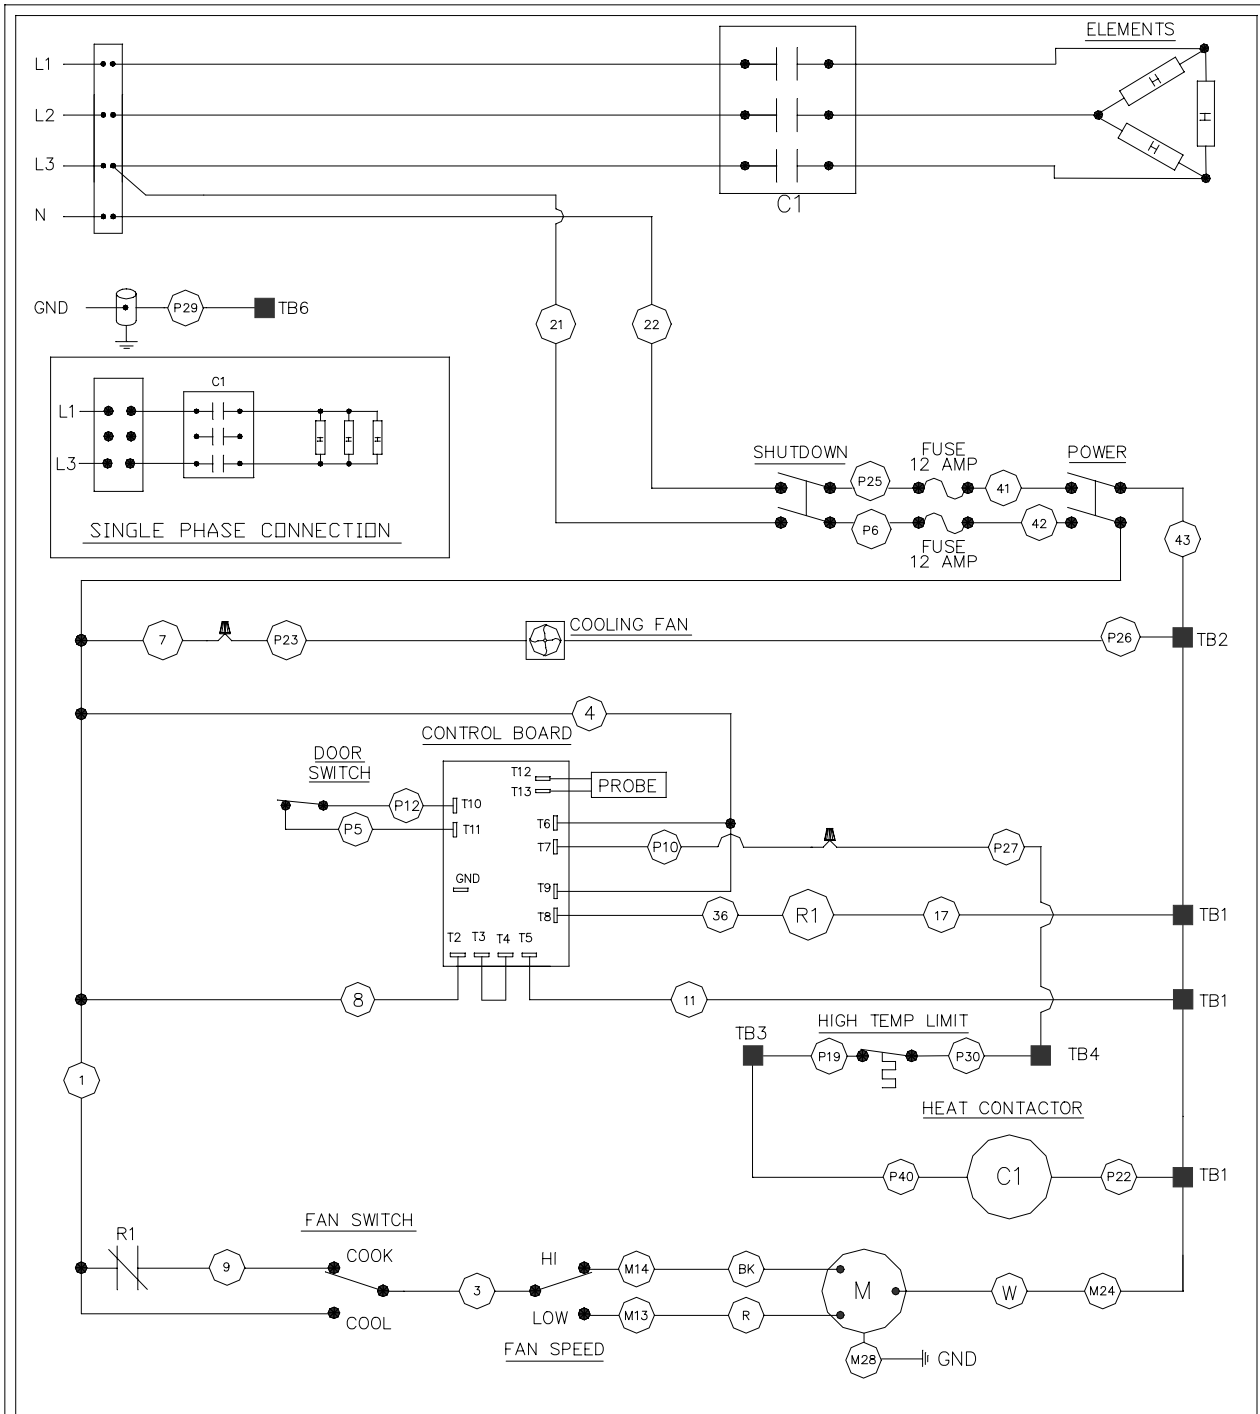 ELEMENTS
L1
L2
L3
N
C1
H
H
H
GND
P29
TB6
21
22
C1
L1
L3
H
H
H
SINGLE PHASE CONNECTION
SHUTDOWN
FUSE
12 AMP
POWER
P25
41
P6
42
FUSE
12 AMP
43
7
P23
COOLING FAN
P26
TB2
4
CONTROL BOARD
DOOR
SWITCH
T12
T13
PROBE
P12
T10
P5
T11
T6
T7
P10
P27
GND
T9
T8
36
R1
17
TB1
T2
T3
T4
T5
8
11
TB1
HIGH TEMP LIMIT
TB3
P19
P30
TB4
1
HEAT CONTACTOR
P40
C1
P22
TB1
FAN SWITCH
R1
9
COOK
HI
M14
BK
3
M
W
M24
COOL
LOW
M13
R
FAN SPEED
M28
GND